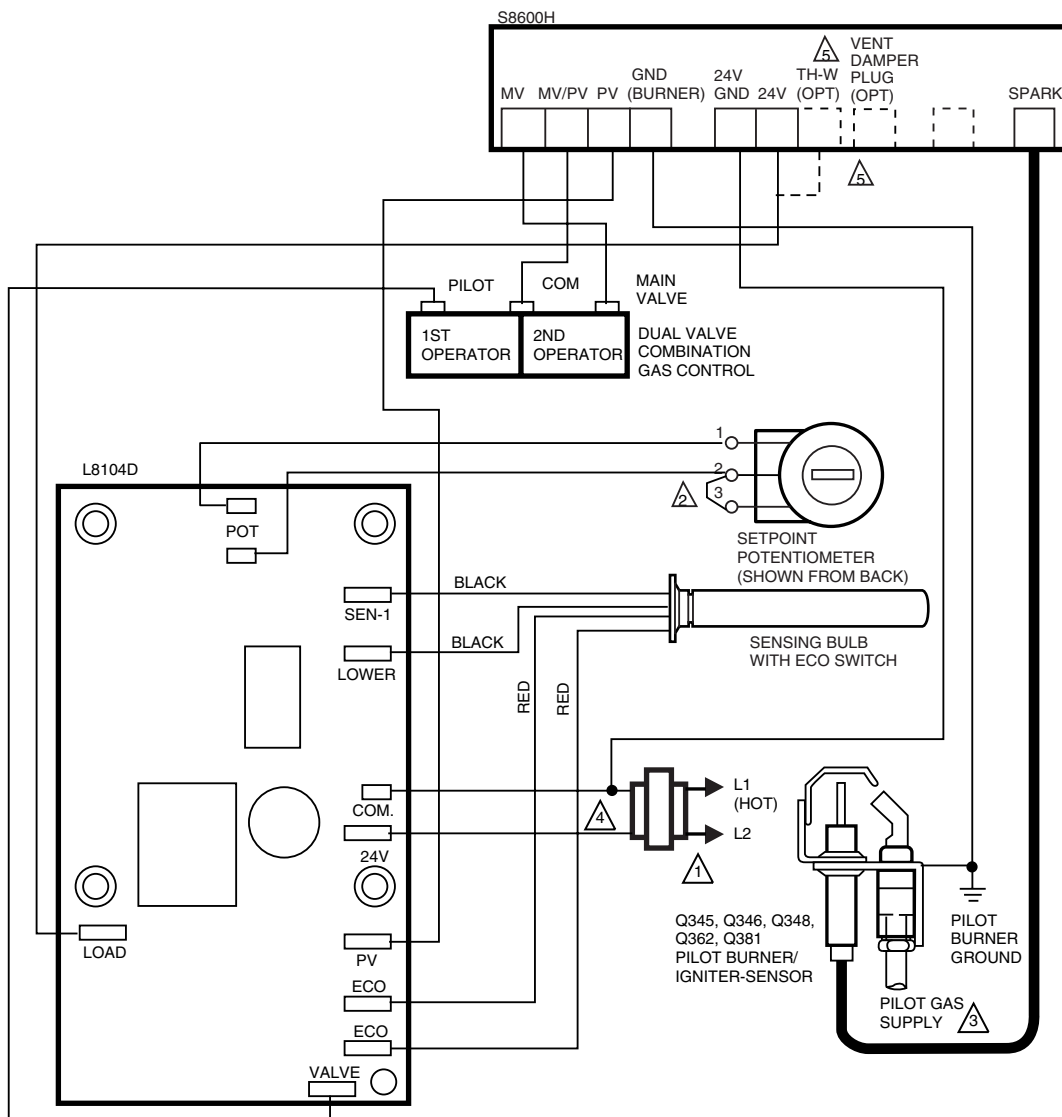 S8600H
5
VENT
DAMPER
PLUG
(OPT)
MV
MV/PV
PV
GND
(BURNER)
24V
GND
24V
TH-W
(OPT)
SPARK
5
PILOT
COM
MAIN
VALVE
1ST
OPERATOR
2ND
OPERATOR
DUAL VALVE
COMBINATION
GAS CONTROL
1
2
3
2
SETPOINT
POTENTIOMETER
(SHOWN FROM BACK)
L8104D
POT
BLACK
SEN-1
BLACK
LOWER
SENSING BULB
WITH ECO SWITCH
RED
RED
COM.
4
L1
(HOT)
L2
24V
1
LOAD
PV
ECO
ECO
VALVE
Q345, Q346, Q348,
Q362, Q381
PILOT BURNER/
IGNITER-SENSOR
PILOT
BURNER
GROUND
PILOT GAS
SUPPLY
3